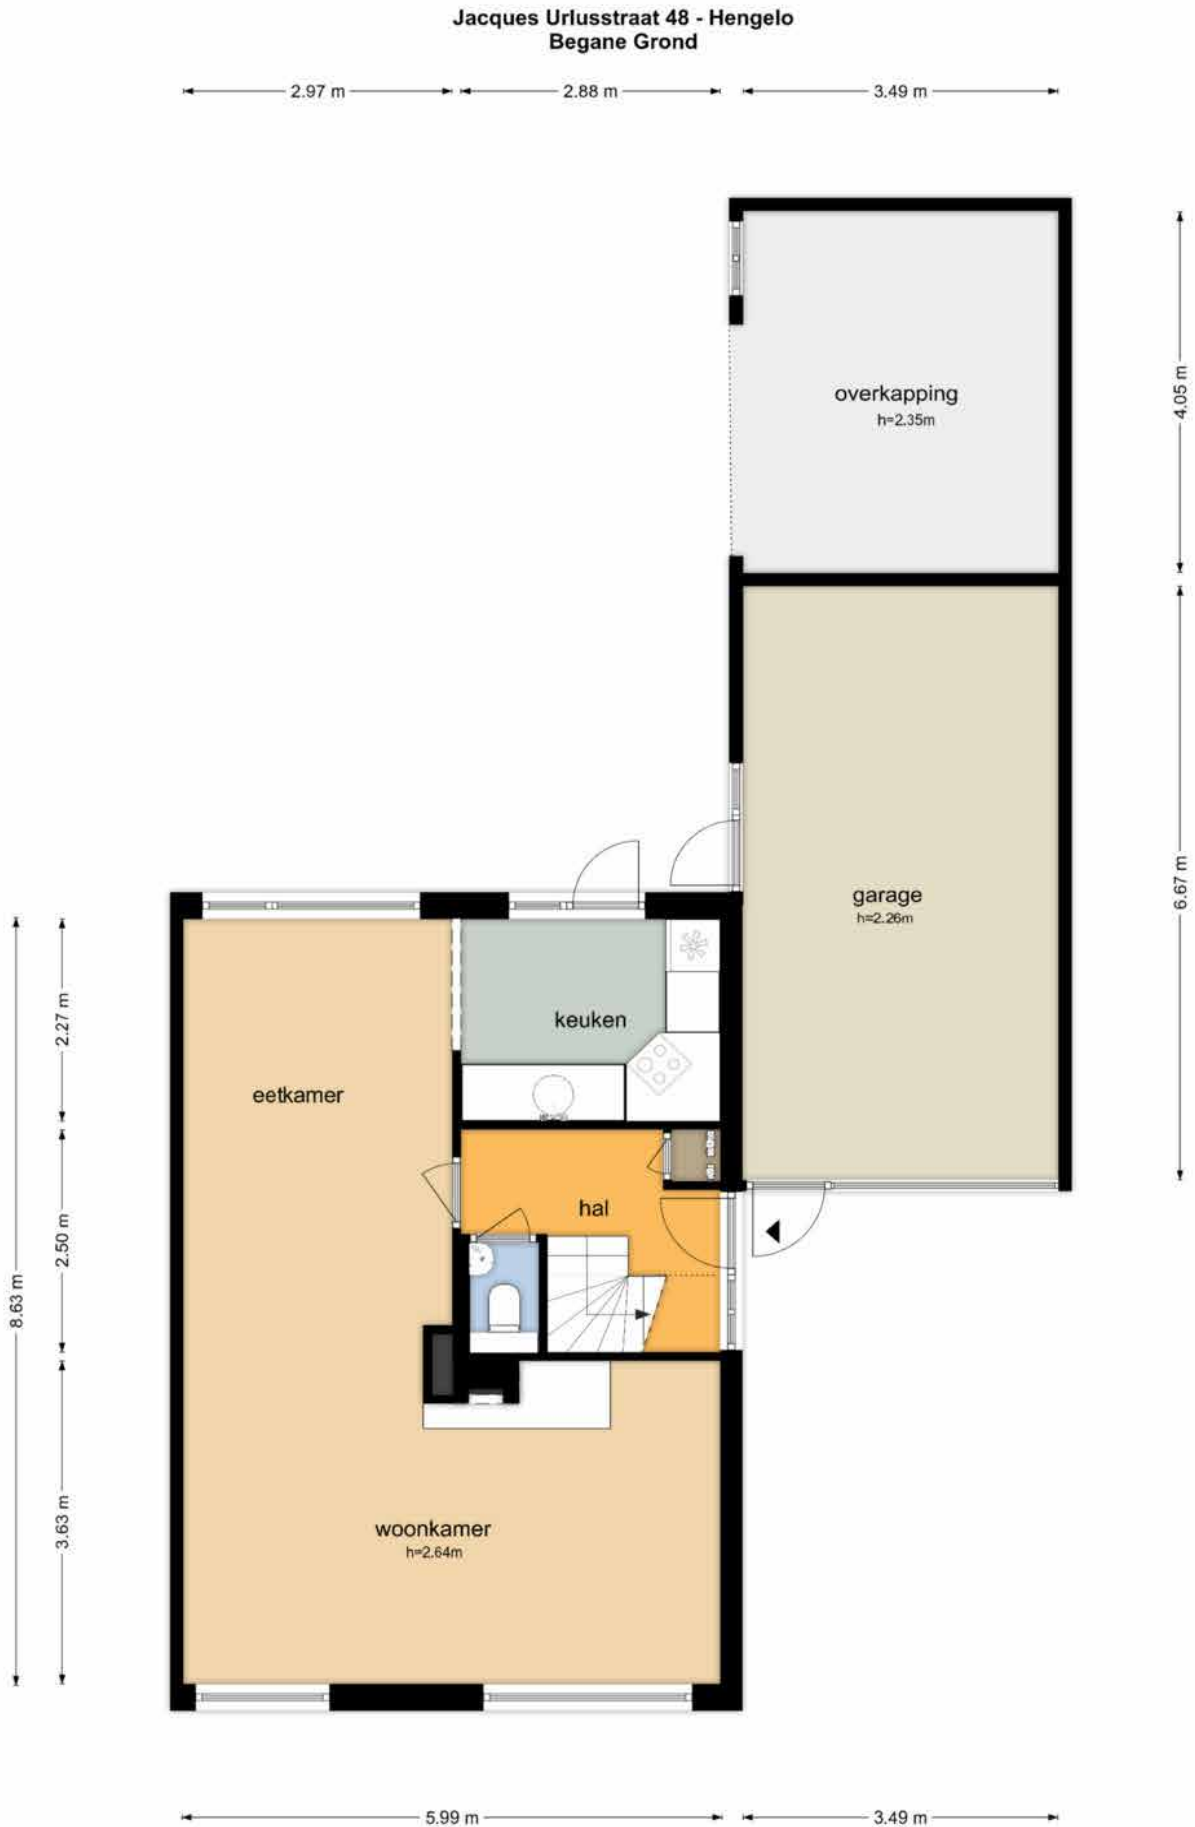 Jacques Urlusstraat 48 - Hengelo
Begane Grond
2.97 m
2.88 m
3.49 m
overkapping
h=2.35m
4.05 m
garage
h=2.26m
6.67 m
keuken
2.27 m
eetkamer
hal
2.50 m
8.63 m
3.63 m
woonkamer
h=2.64m
5.99 m
3.49 m